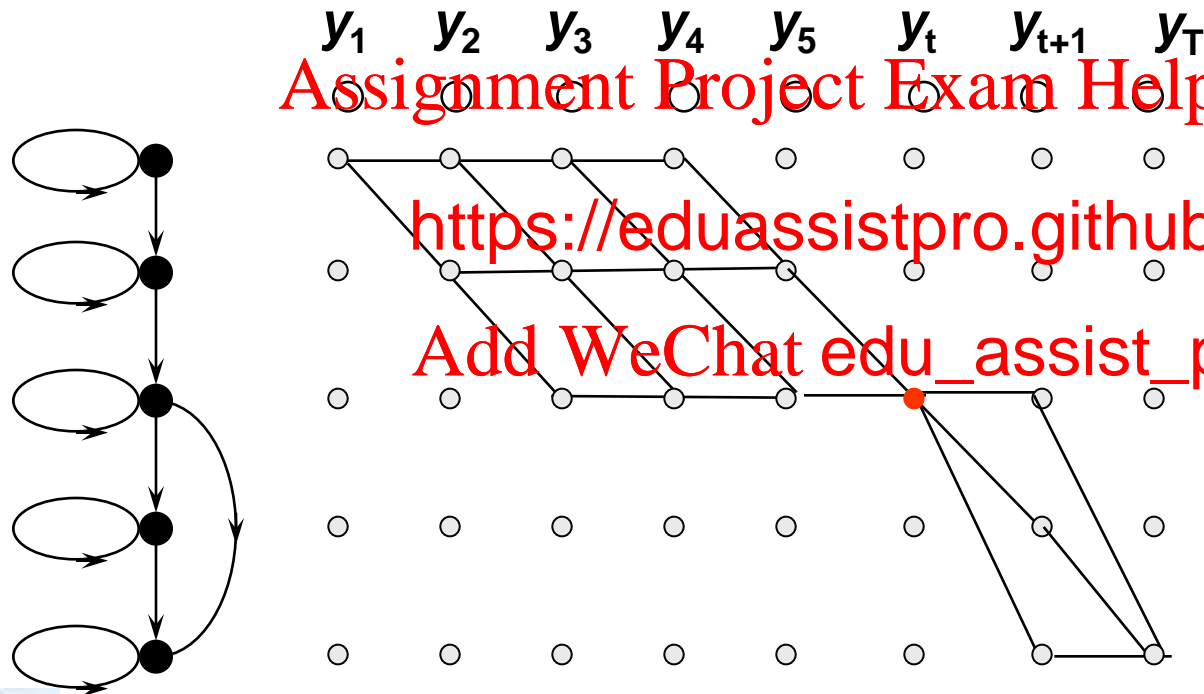 y1 y2 y3 y4 y5 yt yt+1 yT
Assignment Project Exam Help
https://eduassistpro.github
Add WeChat edu_assist_p